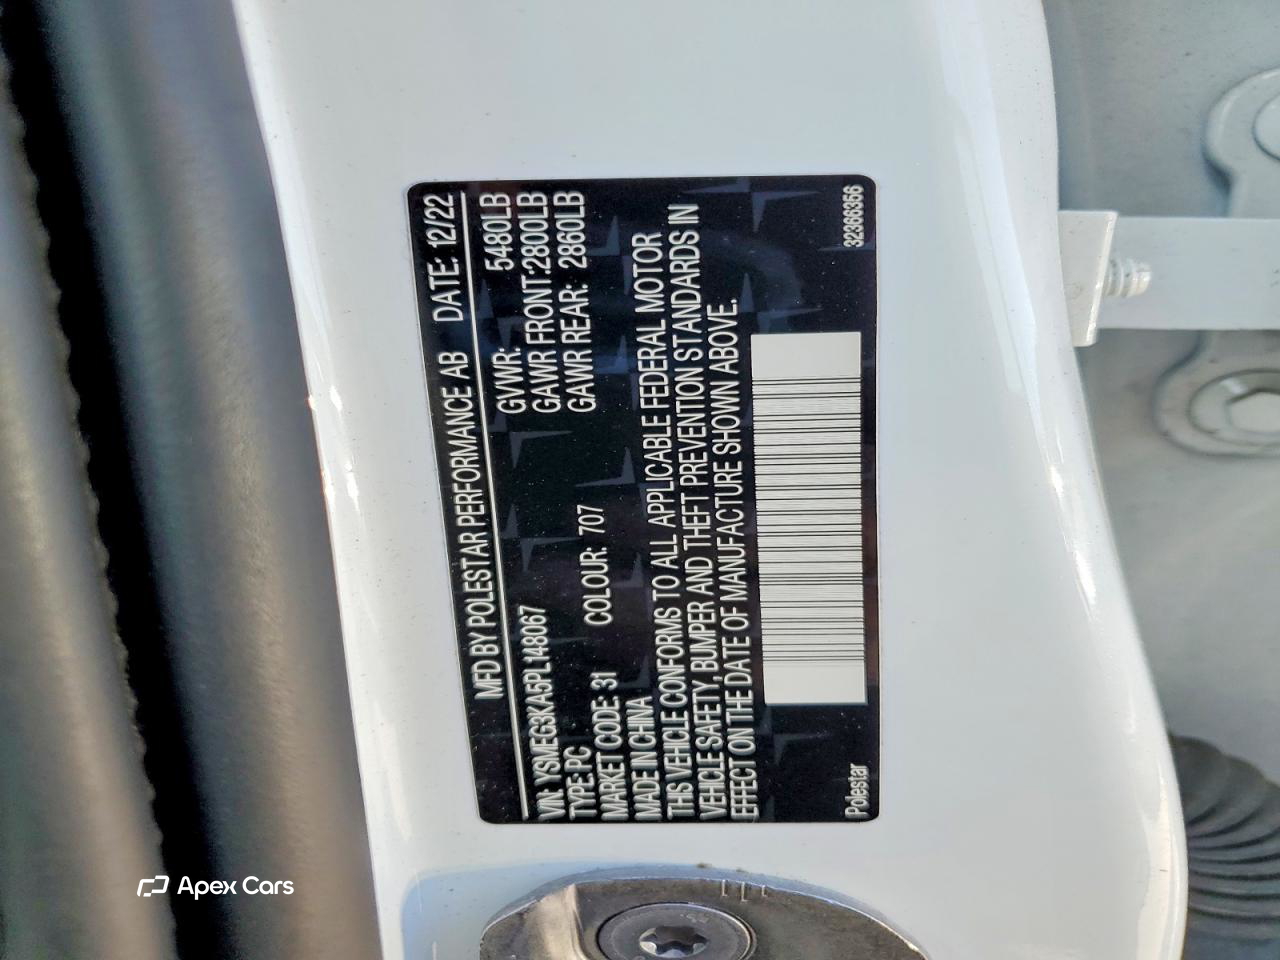 MFD BY POLESTAR PERFORMANCE AB DATE: 12/22
VIN: YSMEG3KA5PL148067 GVWR: 5480LB
TYPE: PC GAWR FRONT:2800LB
MARKET CODE: 31 COLOUR: 707 GAWR REAR: 2860LB
MADE IN CHINA
THIS VEHICLE CONFORMS TO ALL APPLICABLE FEDERAL MOTOR
VEHICLE SAFETY, BUMPER AND THEFT PREVENTION STANDARDS IN
EFFECT ON THE DATE OF MANUFACTURE SHOWN ABOVE.
Polestar 32366356
Apex Cars